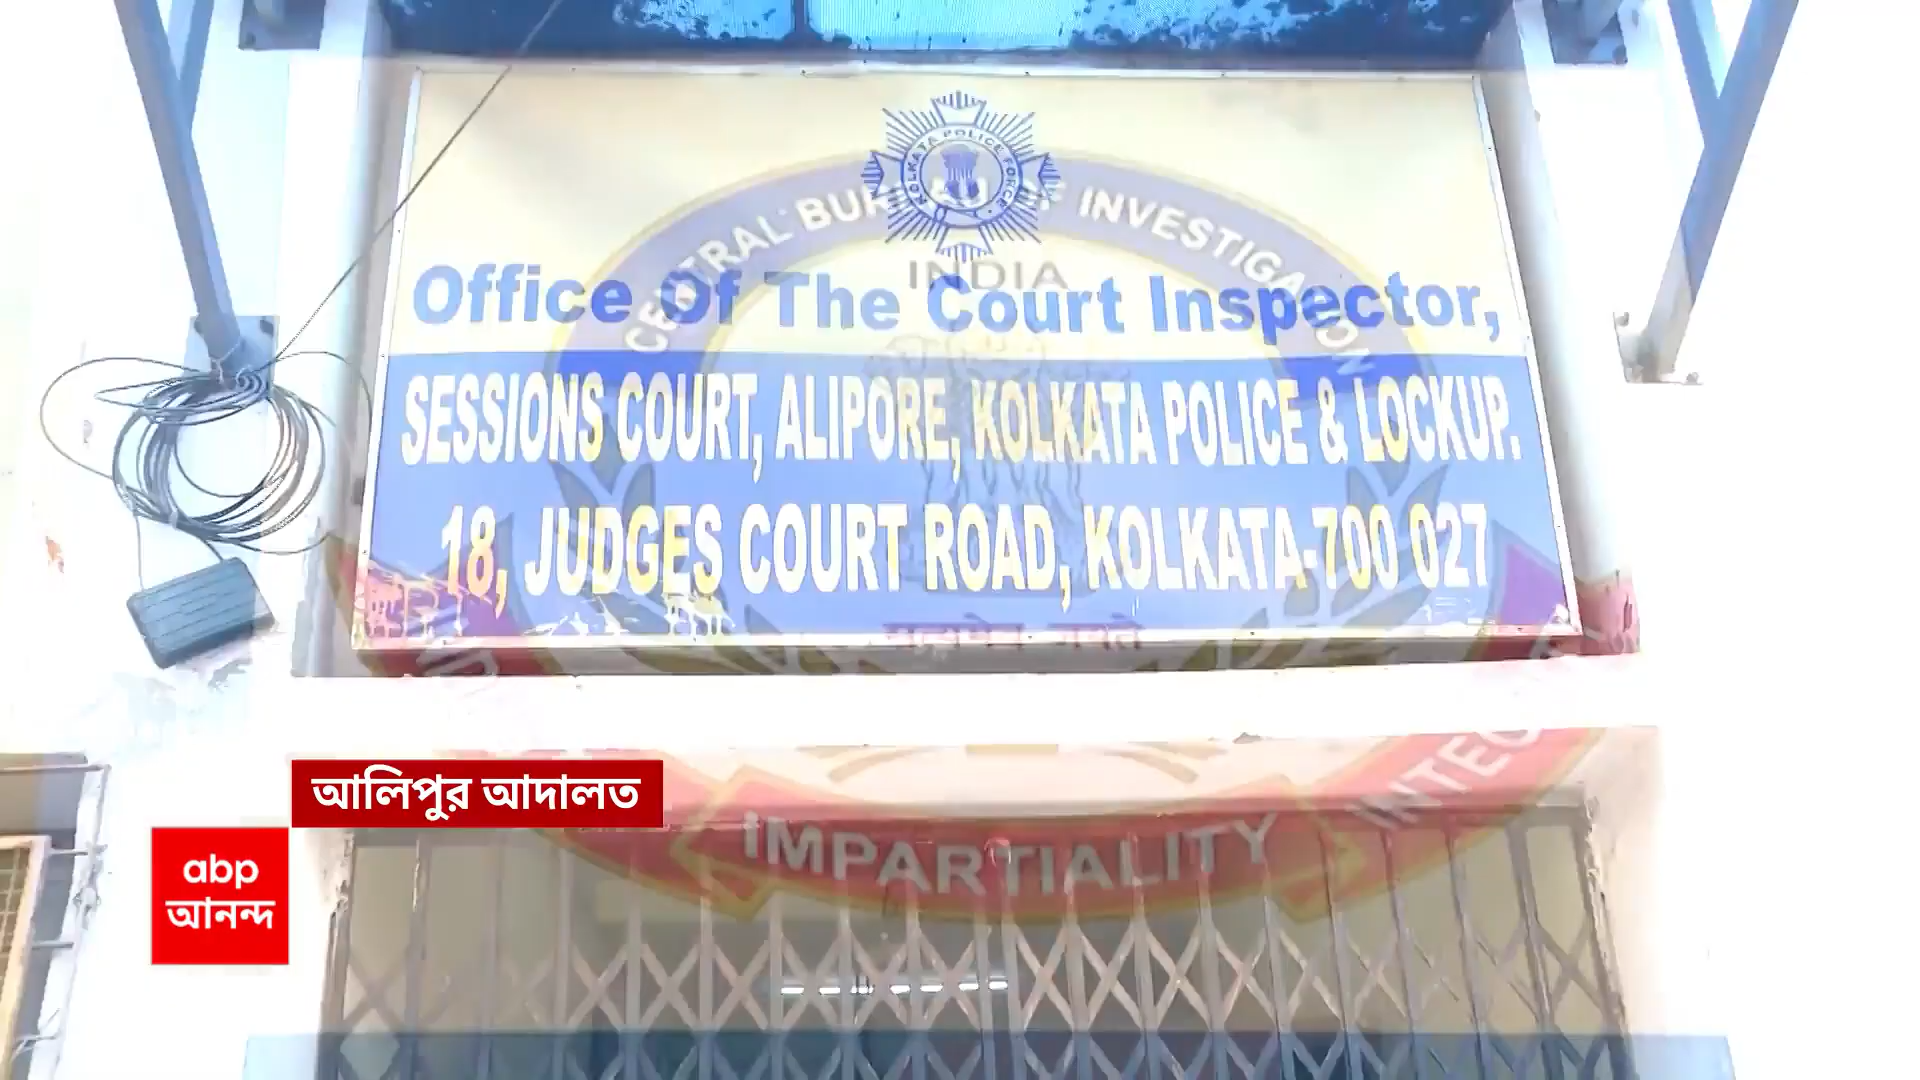 KOLKATA POLICE FORCE
CENTRAL BUREAU OF INVESTIGATION
INDIA
Office Of The Court Inspector,
SESSIONS COURT, ALIPORE, KOLKATA POLICE & LOCKUP.
18, JUDGES COURT ROAD, KOLKATA-700 027
IMPARTIALITY
আলিপুর আদালত
abp
আনন্দ